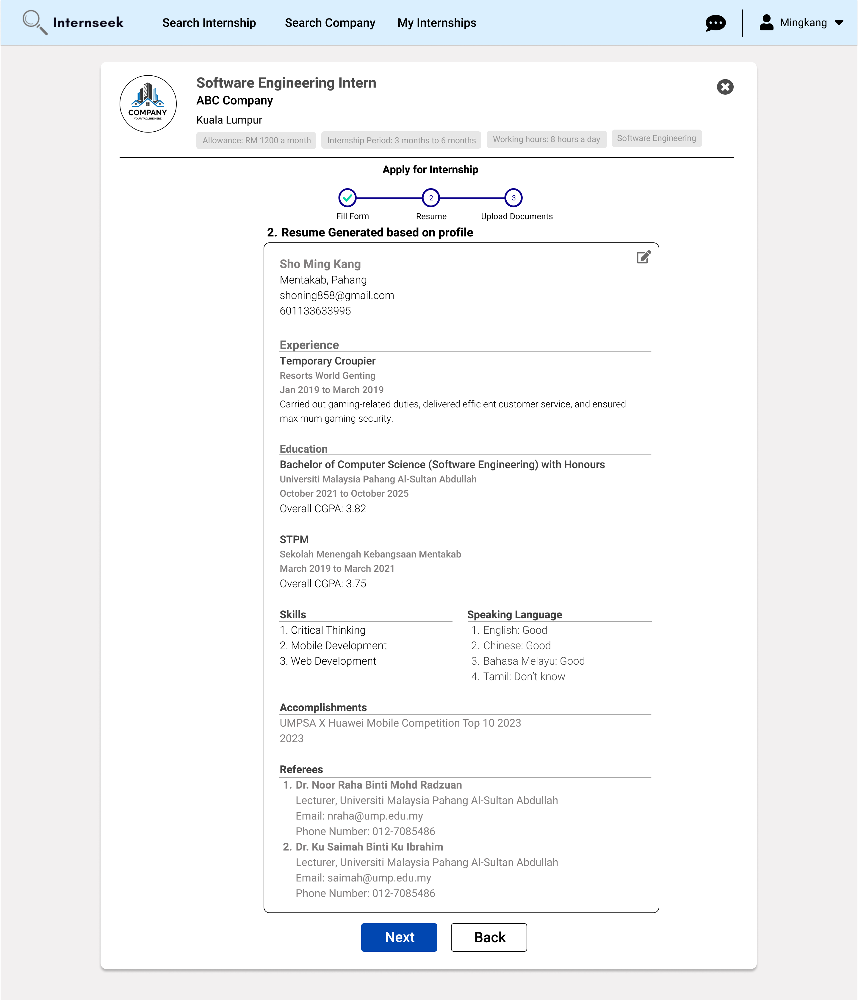 Internseek
Search Internship
Search Company
My Internships
Mingkang
COMPANY
YOUR TAGLINE HERE
Software Engineering Intern
ABC Company
Kuala Lumpur
Allowance: RM 1200 a month
Internship Period: 3 months to 6 months
Working hours: 8 hours a day
Software Engineering
Apply for Internship
2
3
Fill Form
Resume
Upload Documents
2. Resume Generated based on profile
Sho Ming Kang
Mentakab, Pahang
shoning858@gmail.com
601133633995
Experience
Temporary Croupier
Resorts World Genting
Jan 2019 to March 2019
Carried out gaming-related duties, delivered efficient customer service, and ensured
maximum gaming security.
Education
Bachelor of Computer Science (Software Engineering) with Honours
Universiti Malaysia Pahang Al-Sultan Abdullah
October 2021 to October 2025
Overall CGPA: 3.82
STPM
Sekolah Menengah Kebangsaan Mentakab
March 2019 to March 2021
Overall CGPA: 3.75
Skills
1. Critical Thinking
2. Mobile Development
3. Web Development
Speaking Language
1. English: Good
2. Chinese: Good
3. Bahasa Melayu: Good
4. Tamil: Don't know
Accomplishments
UMPSA X Huawei Mobile Competition Top 10 2023
2023
Referees
1. Dr. Noor Raha Binti Mohd Radzuan
Lecturer, Universiti Malaysia Pahang Al-Sultan Abdullah
Email: nraha@ump.edu.my
Phone Number: 012-7085486
2. Dr. Ku Saimah Binti Ku Ibrahim
Lecturer, Universiti Malaysia Pahang Al-Sultan Abdullah
Email: saimah@ump.edu.my
Phone Number: 012-7085486
Next
Back